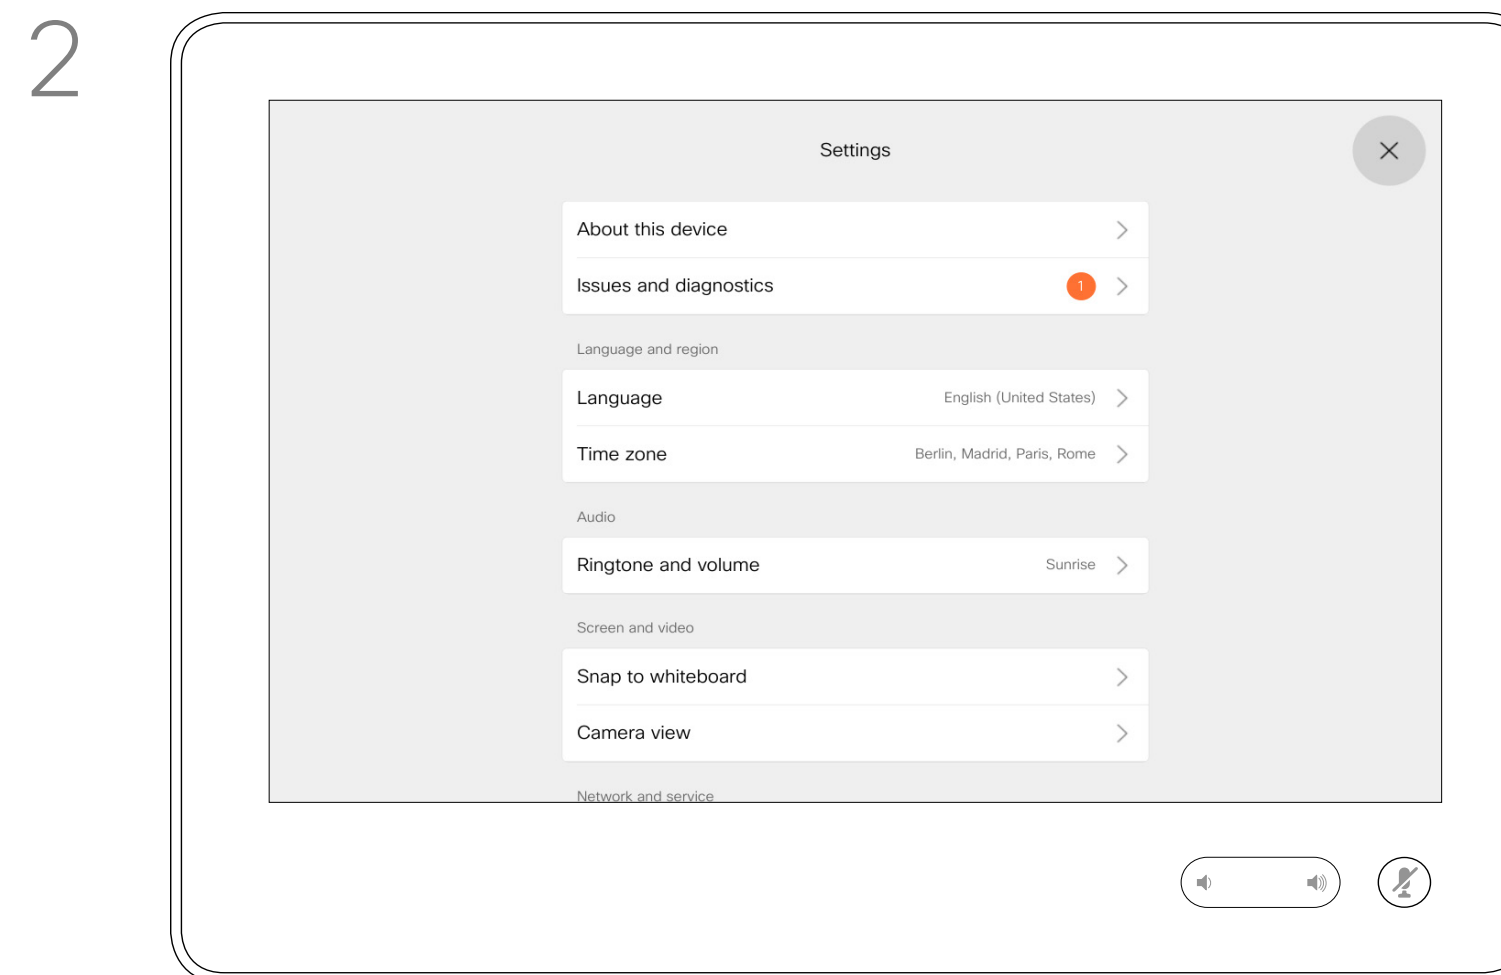 2
Settings
About this device
Issues and diagnostics 1
Language and region
Language English (United States)
Time zone Berlin, Madrid, Paris, Rome
Audio
Ringtone and volume Sunrise
Screen and video
Snap to whiteboard
Camera view
Network and service